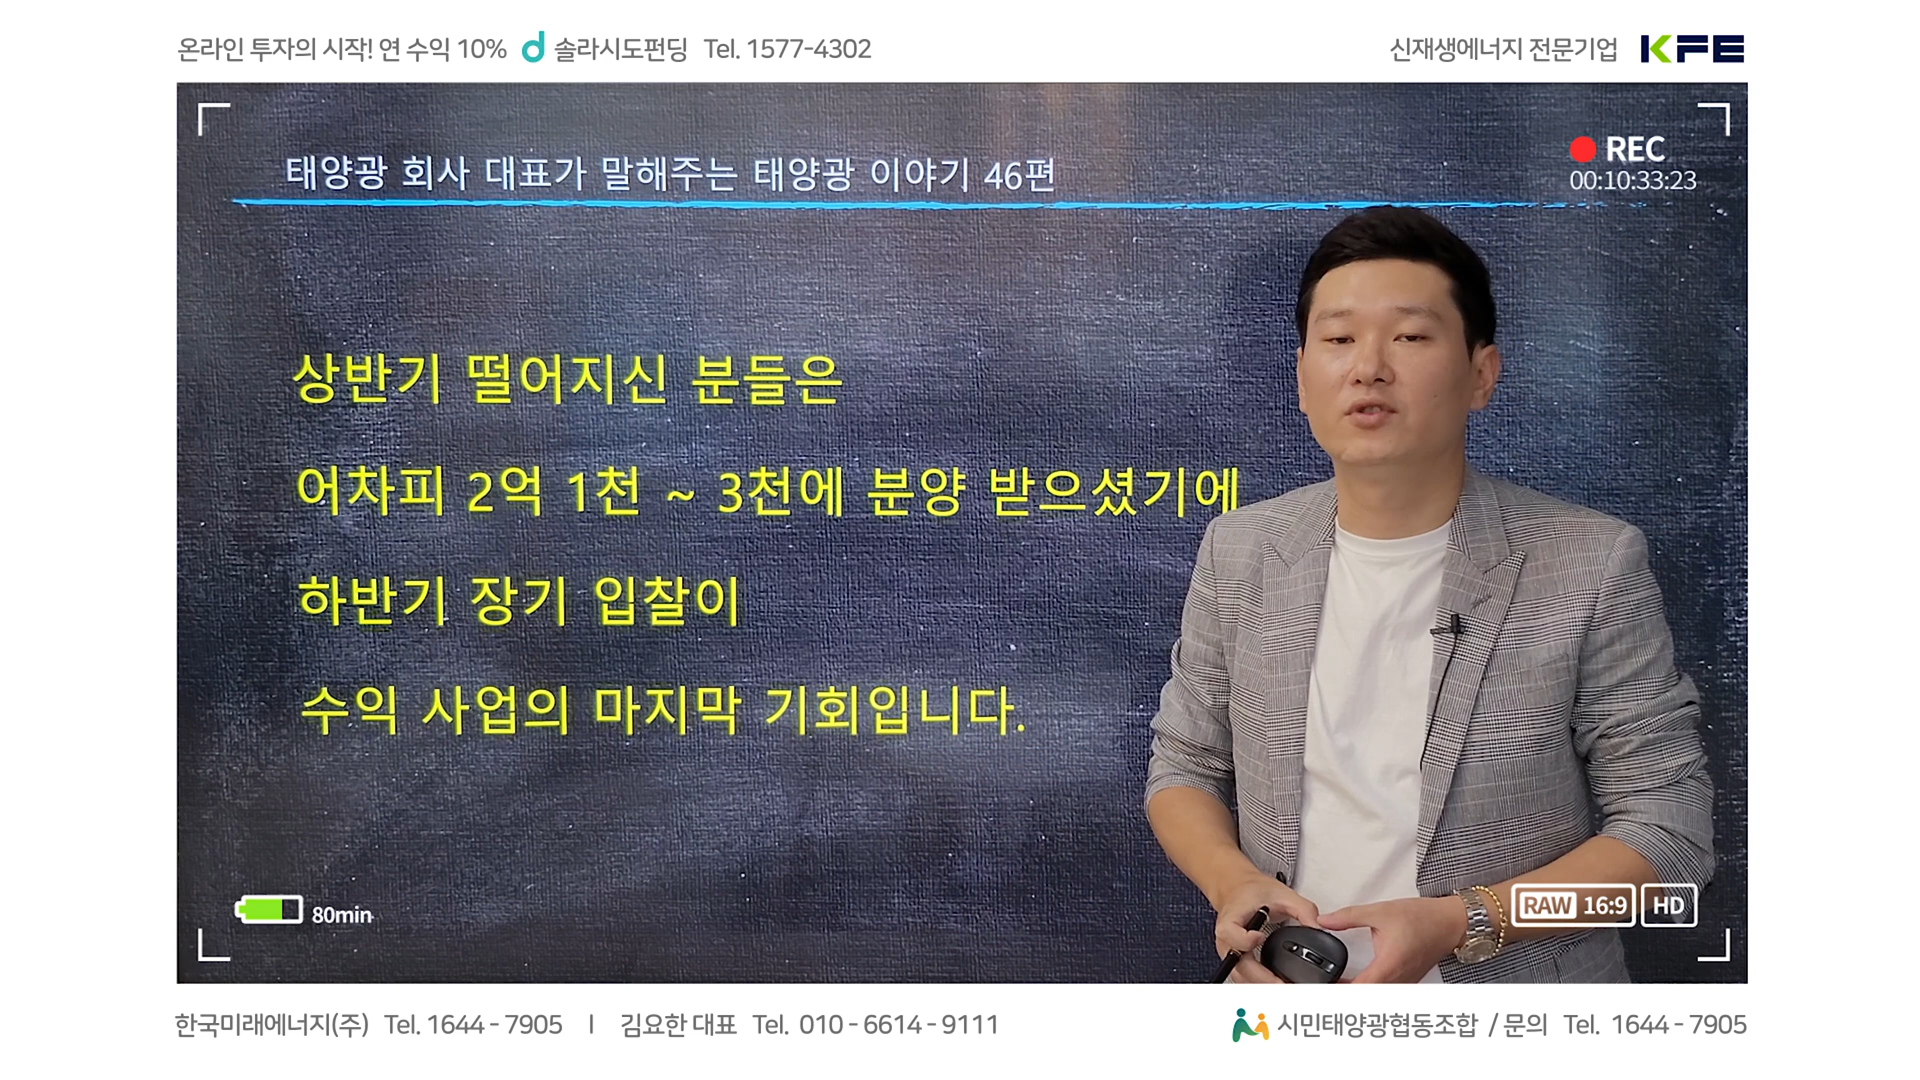 온라인 투자의 시작! 연 수익 10% 솔라시도펀딩 Tel. 1577-4302
신재생에너지 전문기업 KFE
REC
00:10:33:23
태양광 회사 대표가 말해주는 태양광 이야기 46편
상반기 떨어지신 분들은
어차피 2억 1천 ~ 3천에 분양 받으셨기에
하반기 장기 입찰이
수익 사업의 마지막 기회입니다.
80min
RAW 16:9 HD
한국미래에너지(주) Tel. 1644 - 7905 | 김요한 대표 Tel. 010 - 6614 - 9111
시민태양광협동조합 / 문의 Tel. 1644 - 7905